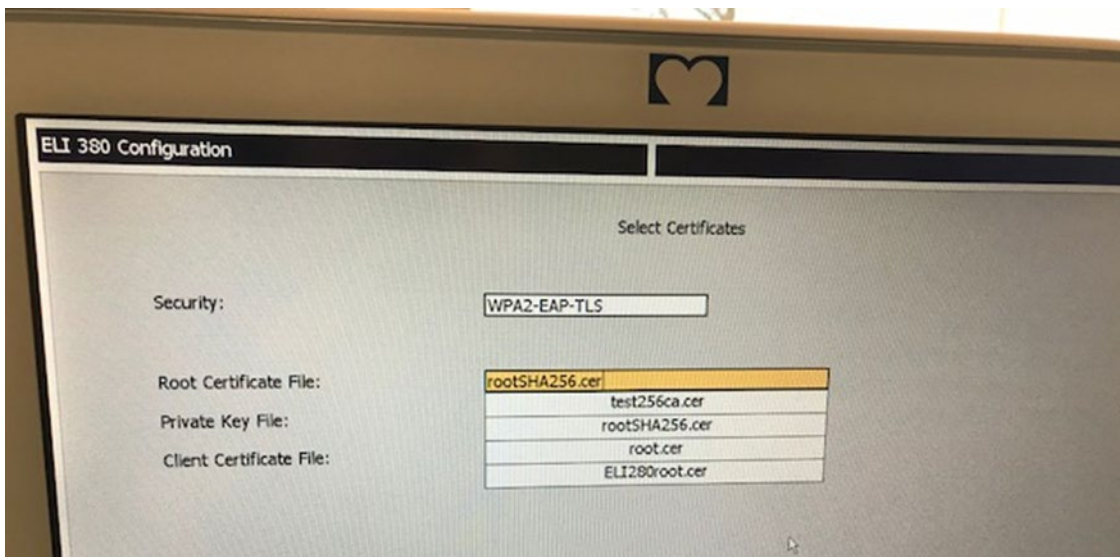 ELI 380 Configuration
Select Certificates
Security: WPA2-EAP-TLS
Root Certificate File: rootSHA256.cer
test256ca.cer
Private Key File: rootSHA256.cer
root.cer
Client Certificate File:
ELI280root.cer